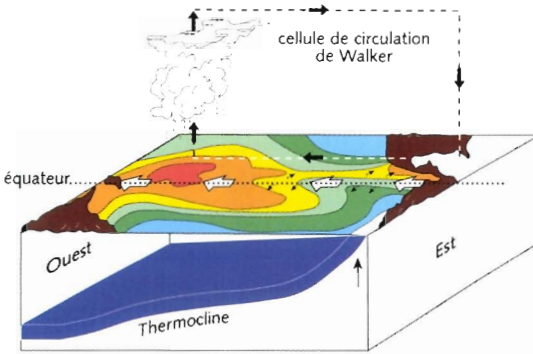 cellule de circulation
de Walker
équateur
Ouest
Est
Thermocline